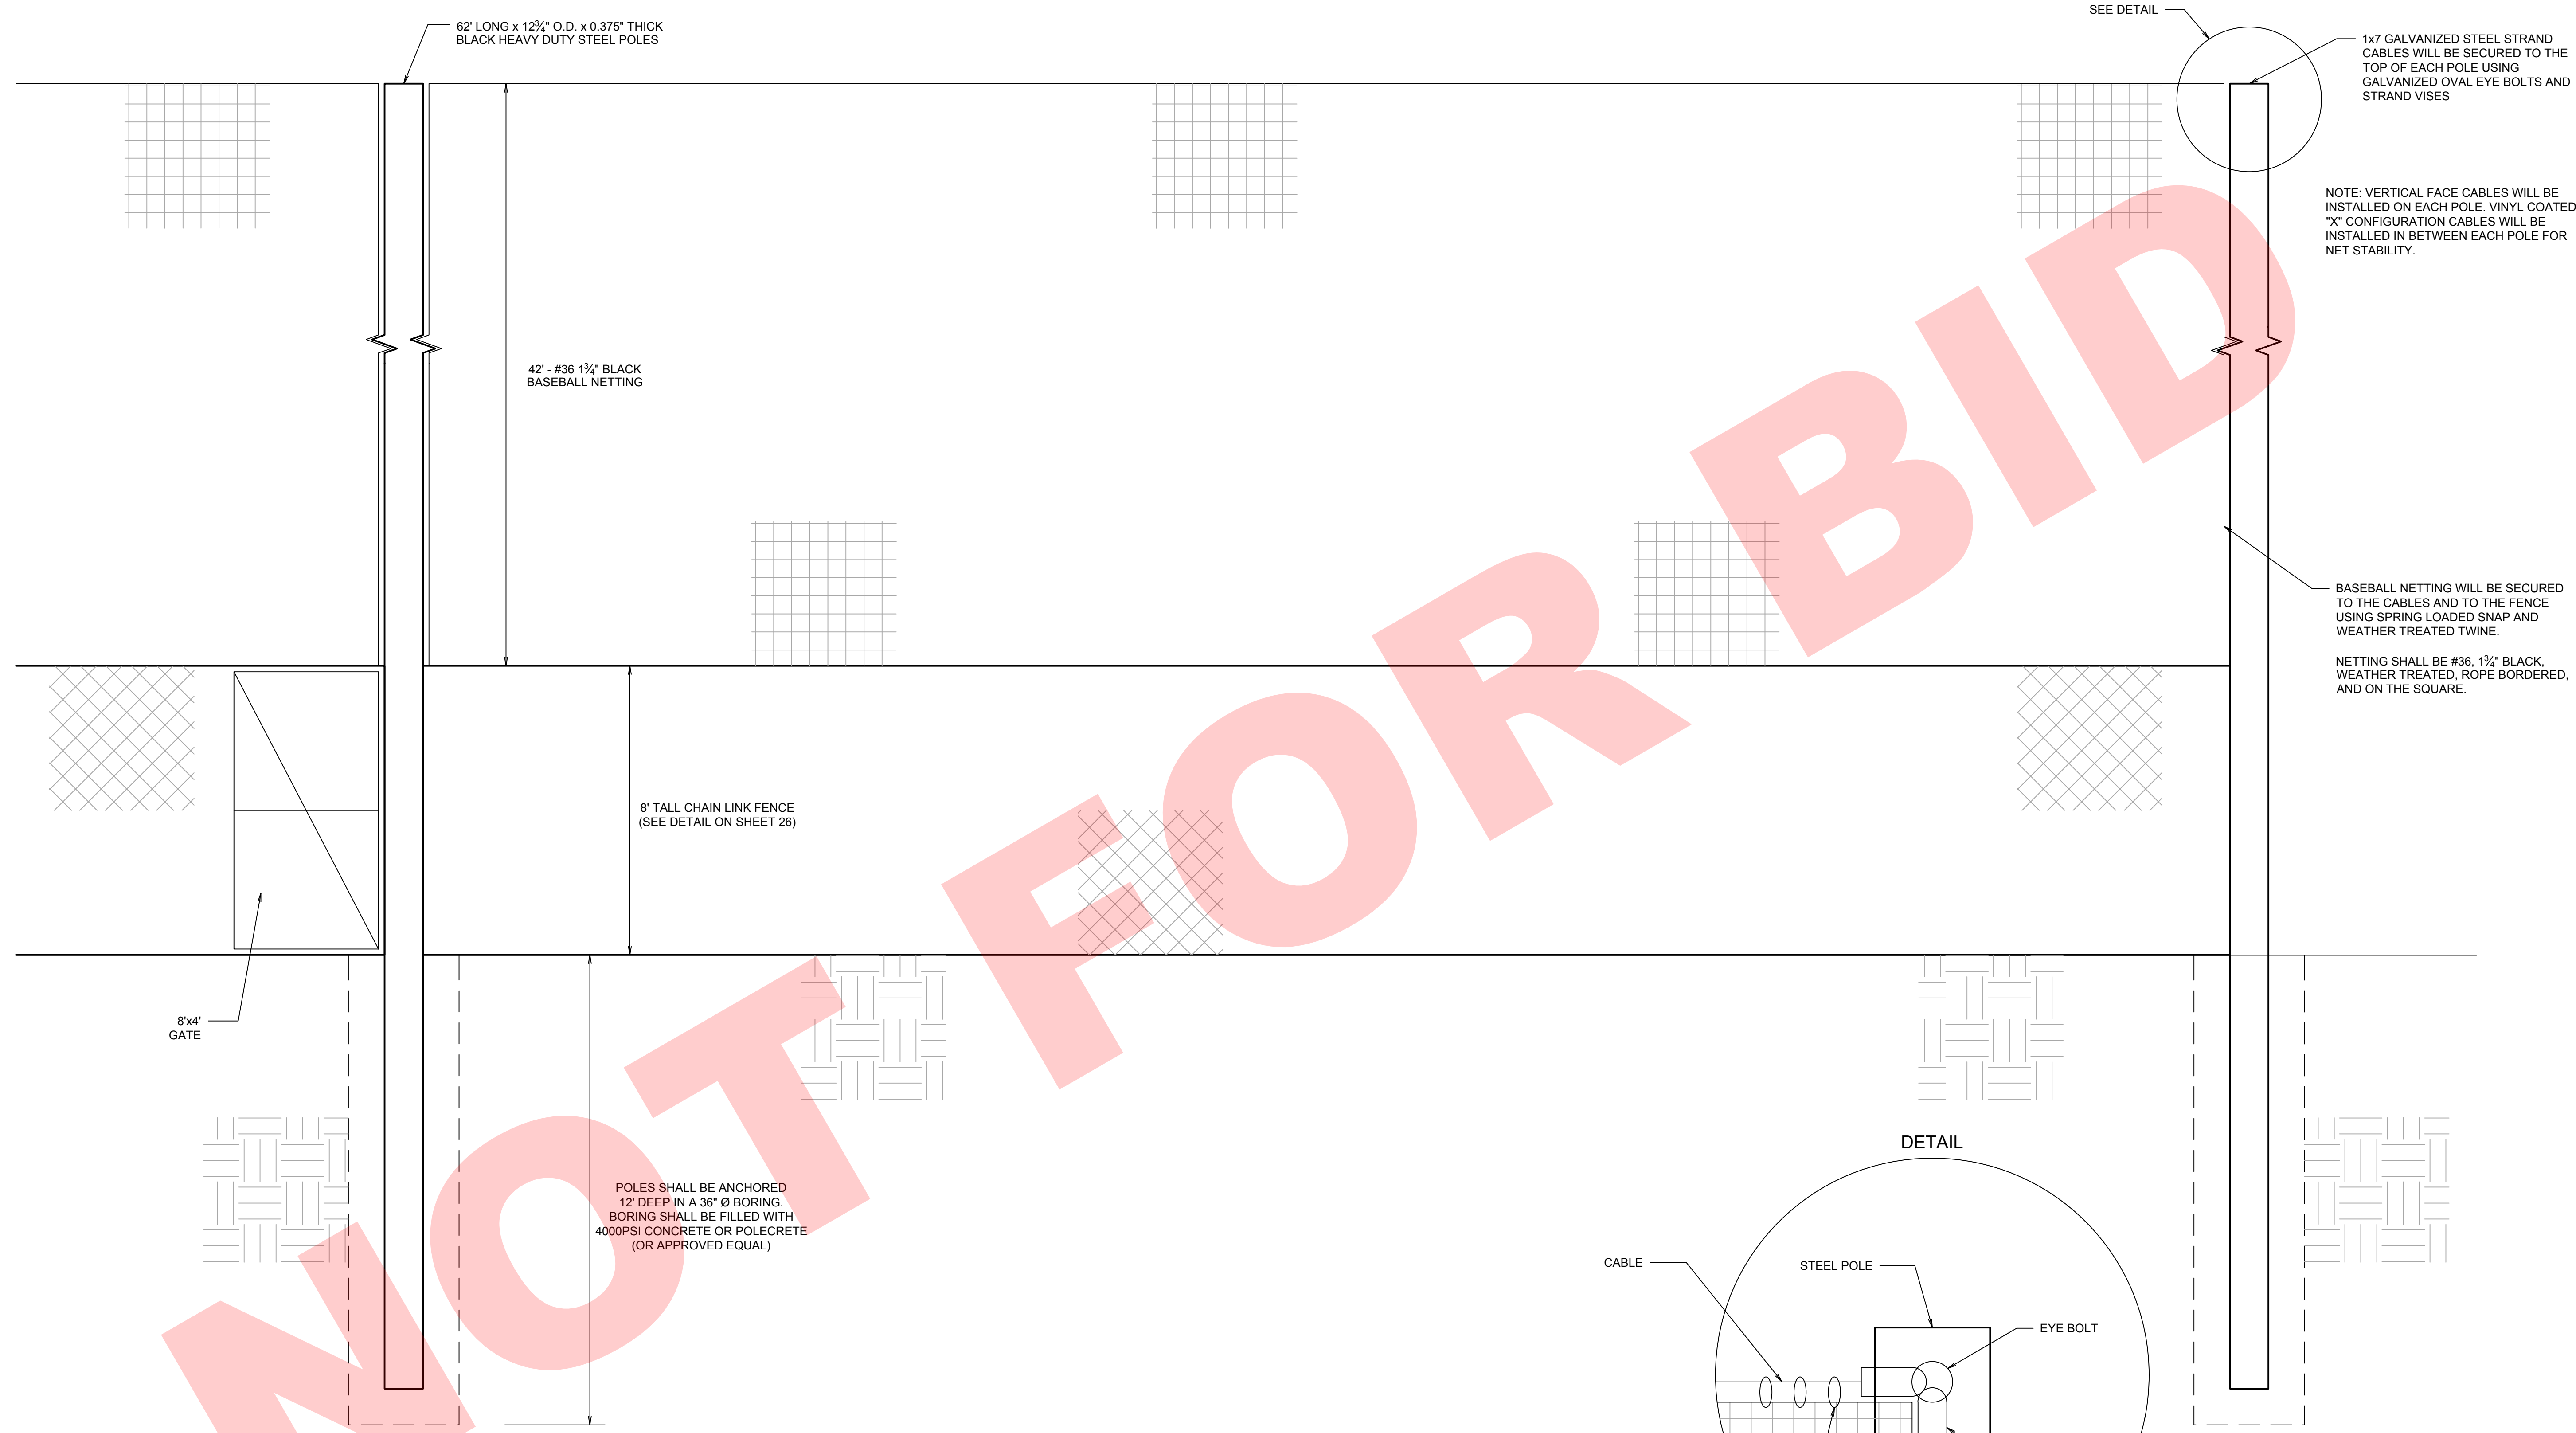 62' LONG x 12¾" O.D. x 0.375" THICK
BLACK HEAVY DUTY STEEL POLES
SEE DETAIL
1x7 GALVANIZED STEEL STRAND
CABLES WILL BE SECURED TO THE
TOP OF EACH POLE USING
GALVANIZED OVAL EYE BOLTS AND
STRAND VISES
NOTE: VERTICAL FACE CABLES WILL BE
INSTALLED ON EACH POLE. VINYL COATED
"X" CONFIGURATION CABLES WILL BE
INSTALLED IN BETWEEN EACH POLE FOR
NET STABILITY.
42' - #36 1¾" BLACK
BASEBALL NETTING
BASEBALL NETTING WILL BE SECURED
TO THE CABLES AND TO THE FENCE
USING SPRING LOADED SNAP AND
WEATHER TREATED TWINE.
NETTING SHALL BE #36, 1¾" BLACK,
WEATHER TREATED, ROPE BORDERED,
AND ON THE SQUARE.
8' TALL CHAIN LINK FENCE
(SEE DETAIL ON SHEET 26)
8'x4'
GATE
POLES SHALL BE ANCHORED
12' DEEP IN A 36" Ø BORING.
BORING SHALL BE FILLED WITH
4000PSI CONCRETE OR POLECRETE
(OR APPROVED EQUAL)
DETAIL
CABLE
STEEL POLE
EYE BOLT
NOT FOR BID